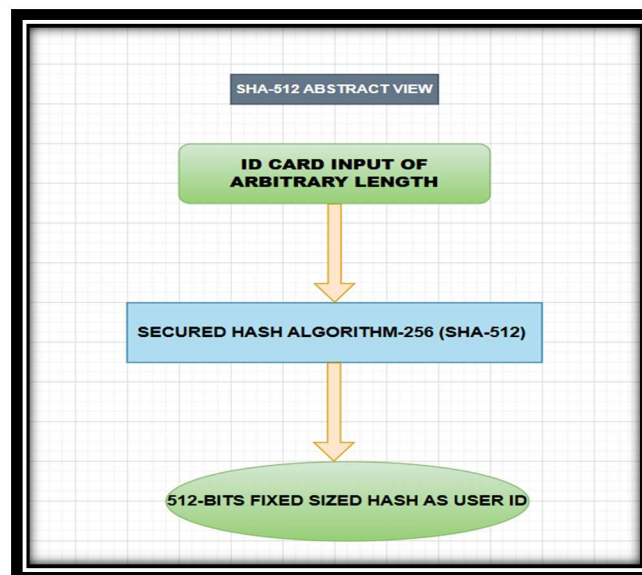 SHA-512 ABSTRACT VIEW
ID CARD INPUT OF
ARBITRARY LENGTH
SECURED HASH ALGORITHM-256 (SHA-512)
512-BITS FIXED SIZED HASH AS USER ID